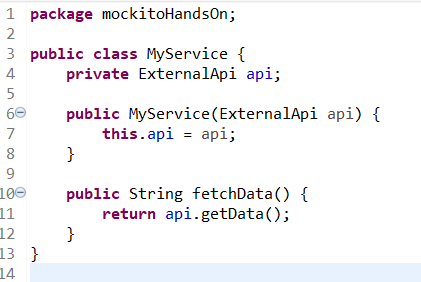 1 package mockitoHandsOn;
2
3 public class MyService {
4     private ExternalApi api;
5
6     public MyService(ExternalApi api) {
7         this.api = api;
8     }
9
10     public String fetchData() {
11         return api.getData();
12     }
13 }
14